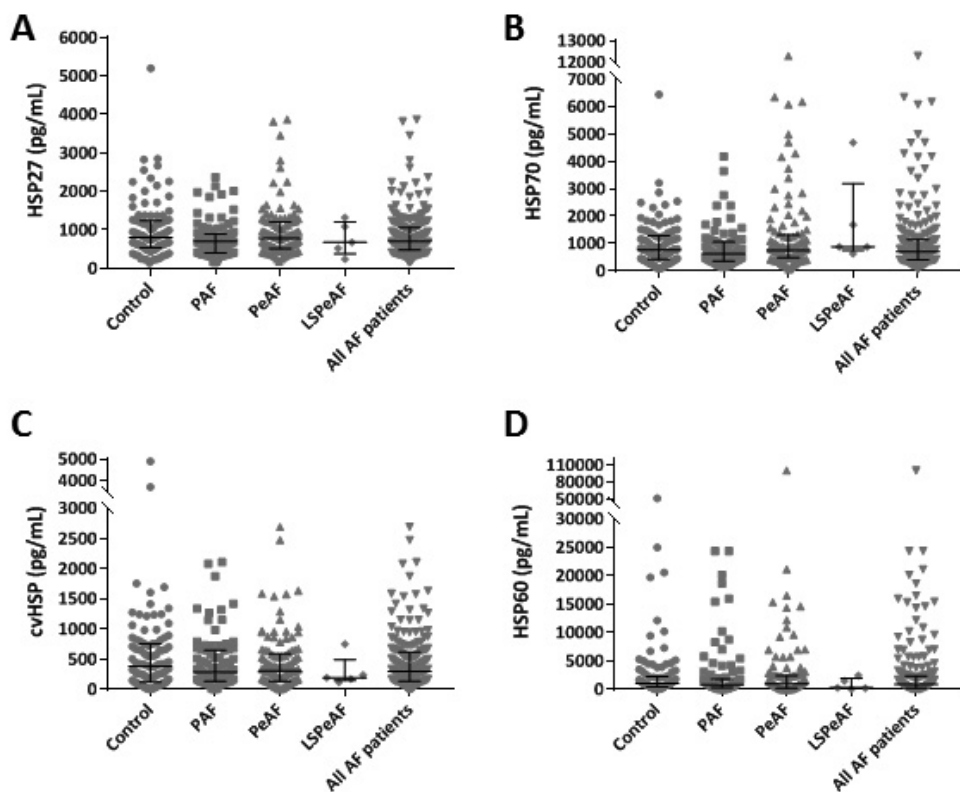 A
HSP27 (pg/mL)
6000
5000
4000
3000
2000
1000
0
Control
PAF
PeAF
LSPeAF
All AF patients
B
HSP70 (pg/mL)
13000
12000
7000
6000
5000
4000
3000
2000
1000
0
Control
PAF
PeAF
LSPeAF
All AF patients
C
cvHSP (pg/mL)
5000
4000
3000
2500
2000
1500
1000
500
0
Control
PAF
PeAF
LSPeAF
All AF patients
D
HSP60 (pg/mL)
110000
80000
50000
30000
25000
20000
15000
10000
5000
0
Control
PAF
PeAF
LSPeAF
All AF patients